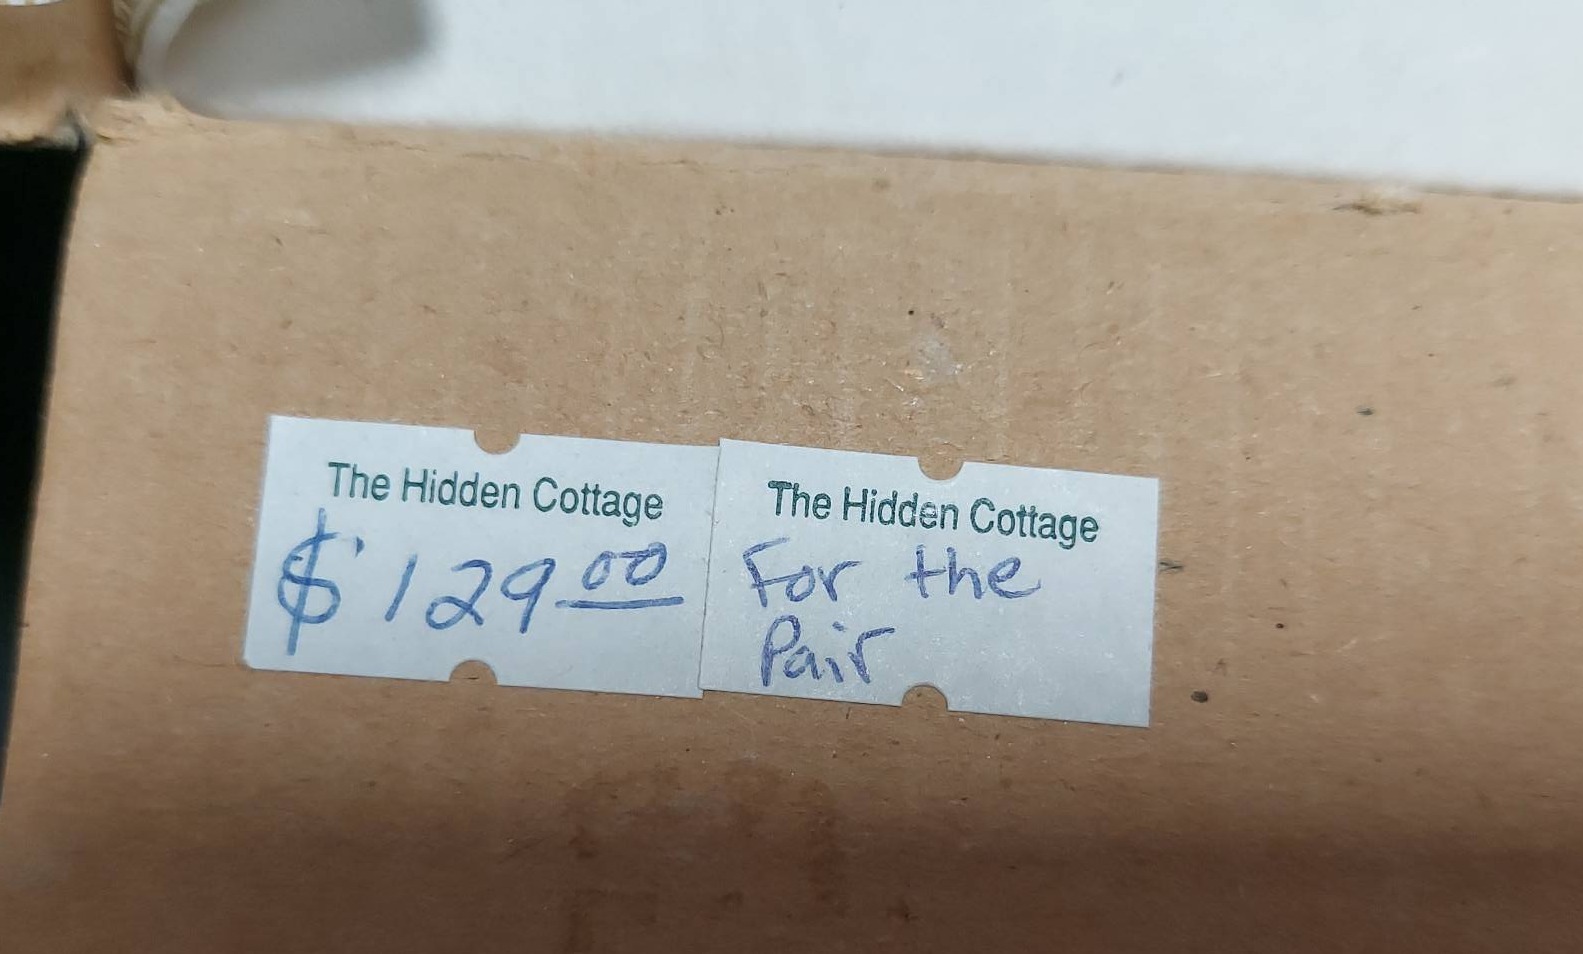 The Hidden Cottage
$129.00
The Hidden Cottage
For the
Pair